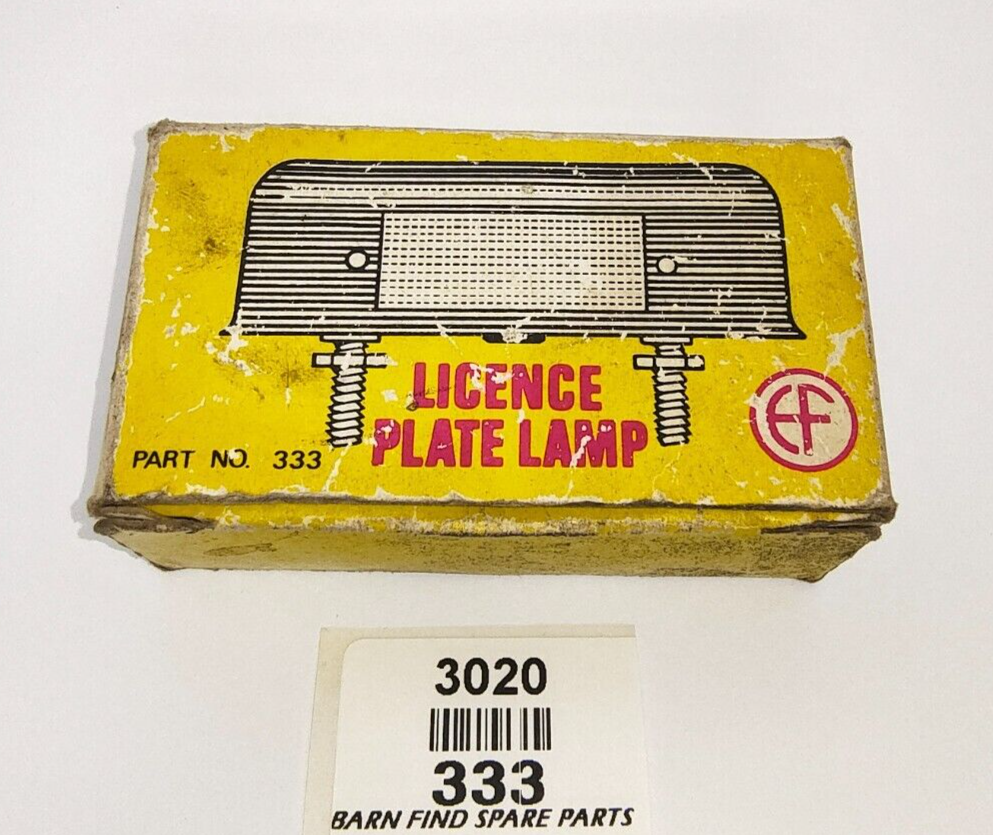 LICENCE
PLATE LAMP
PART NO. 333
EF
3020
333
BARN FIND SPARE PARTS